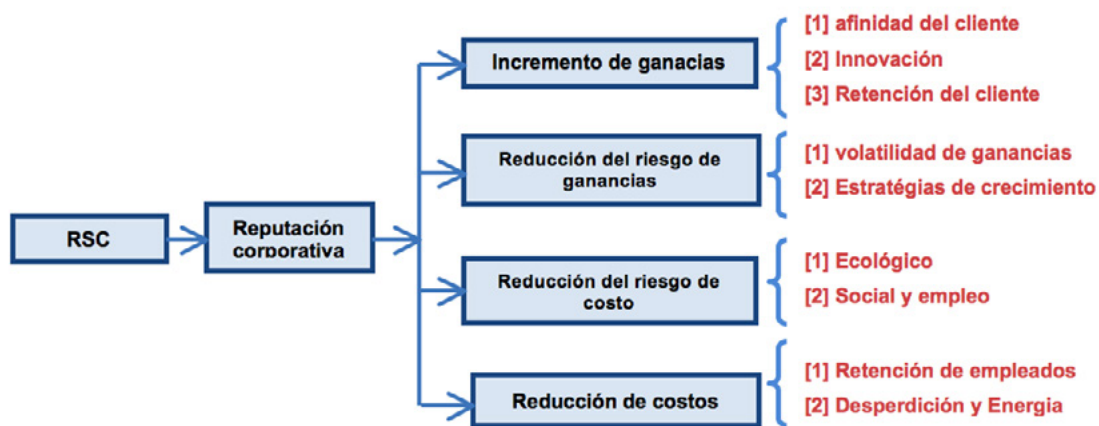 RSC
Reputación
corporativa
Incremento de ganacias
[1] afinidad del cliente
[2] Innovación
[3] Retención del cliente
Reducción del riesgo de
ganancias
[1] volatilidad de ganancias
[2] Estratégias de crecimiento
Reducción del riesgo de
costo
[1] Ecológico
[2] Social y empleo
Reducción de costos
[1] Retención de empleados
[2] Desperdición y Energia